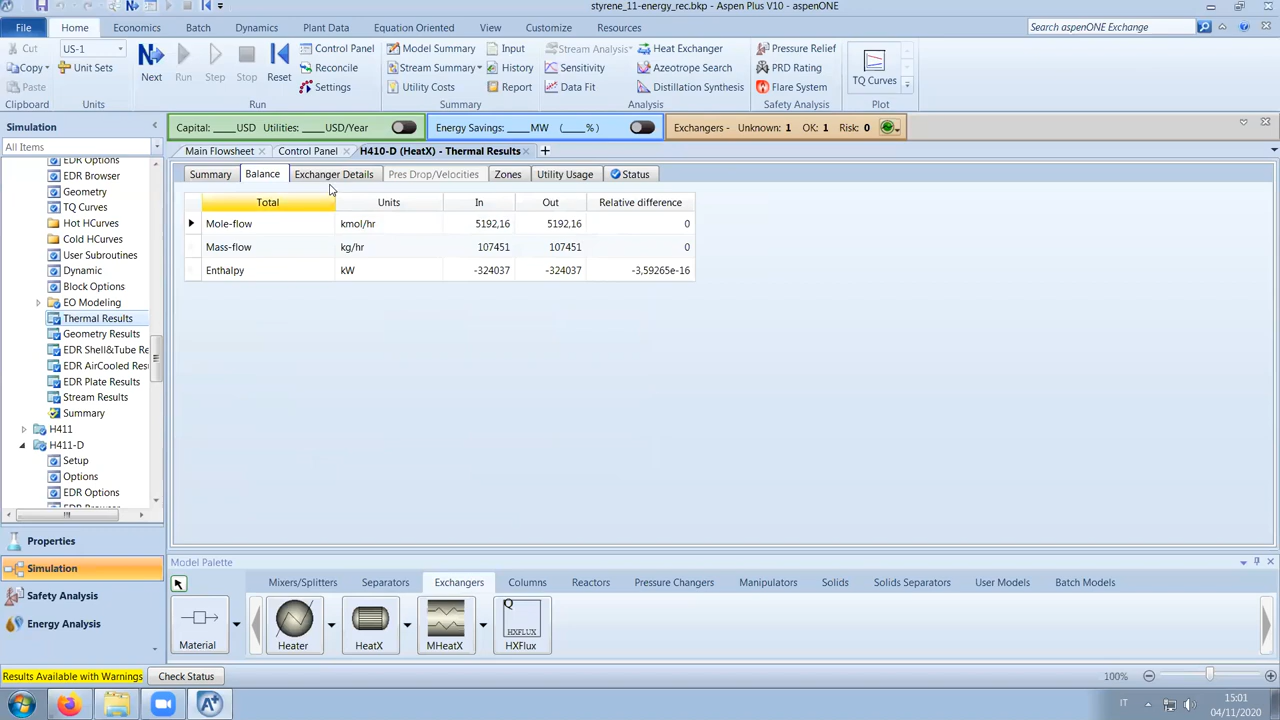 styrene_11-energy_rec.bkp - Aspen Plus V10 - aspenONE
File Home Economics Batch Dynamics Plant Data Equation Oriented View Customize Resources Search aspenONE Exchange
Cut US-1 Control Panel Model Summary Input Stream Analysis Heat Exchanger Pressure Relief
Copy Unit Sets Next Run Step Stop Reset Reconcile Stream Summary History Sensitivity Azeotrope Search PRD Rating TQ Curves
Paste Settings Utility Costs Report Data Fit Distillation Synthesis Flare System
Clipboard Units Run Summary Analysis Safety Analysis Plot
Simulation Capital: ____USD Utilities: ____USD/Year Energy Savings: ____MW (____%) Exchangers - Unknown: 1 OK: 1 Risk: 0
All Items Main Flowsheet Control Panel H410-D (HeatX) - Thermal Results
EDR Options
EDR Browser
Geometry
TQ Curves
Hot HCurves
Cold HCurves
User Subroutines
Dynamic
Block Options
EO Modeling
Thermal Results
Geometry Results
EDR Shell&Tube Re
EDR AirCooled Res
EDR Plate Results
Stream Results
Summary
H411
H411-D
Setup
Options
EDR Options
Properties
Simulation
Safety Analysis
Energy Analysis
Summary Balance Exchanger Details Pres Drop/Velocities Zones Utility Usage Status
Total Units In Out Relative difference
Mole-flow kmol/hr 5192,16 5192,16 0
Mass-flow kg/hr 107451 107451 0
Enthalpy kW -324037 -324037 -3,59265e-16
Model Palette
Mixers/Splitters Separators Exchangers Columns Reactors Pressure Changers Manipulators Solids Solids Separators User Models Batch Models
Q
HXFLUX
Material Heater HeatX MHeatX HXFlux
Results Available with Warnings Check Status 100%
IT 15:01
04/11/2020